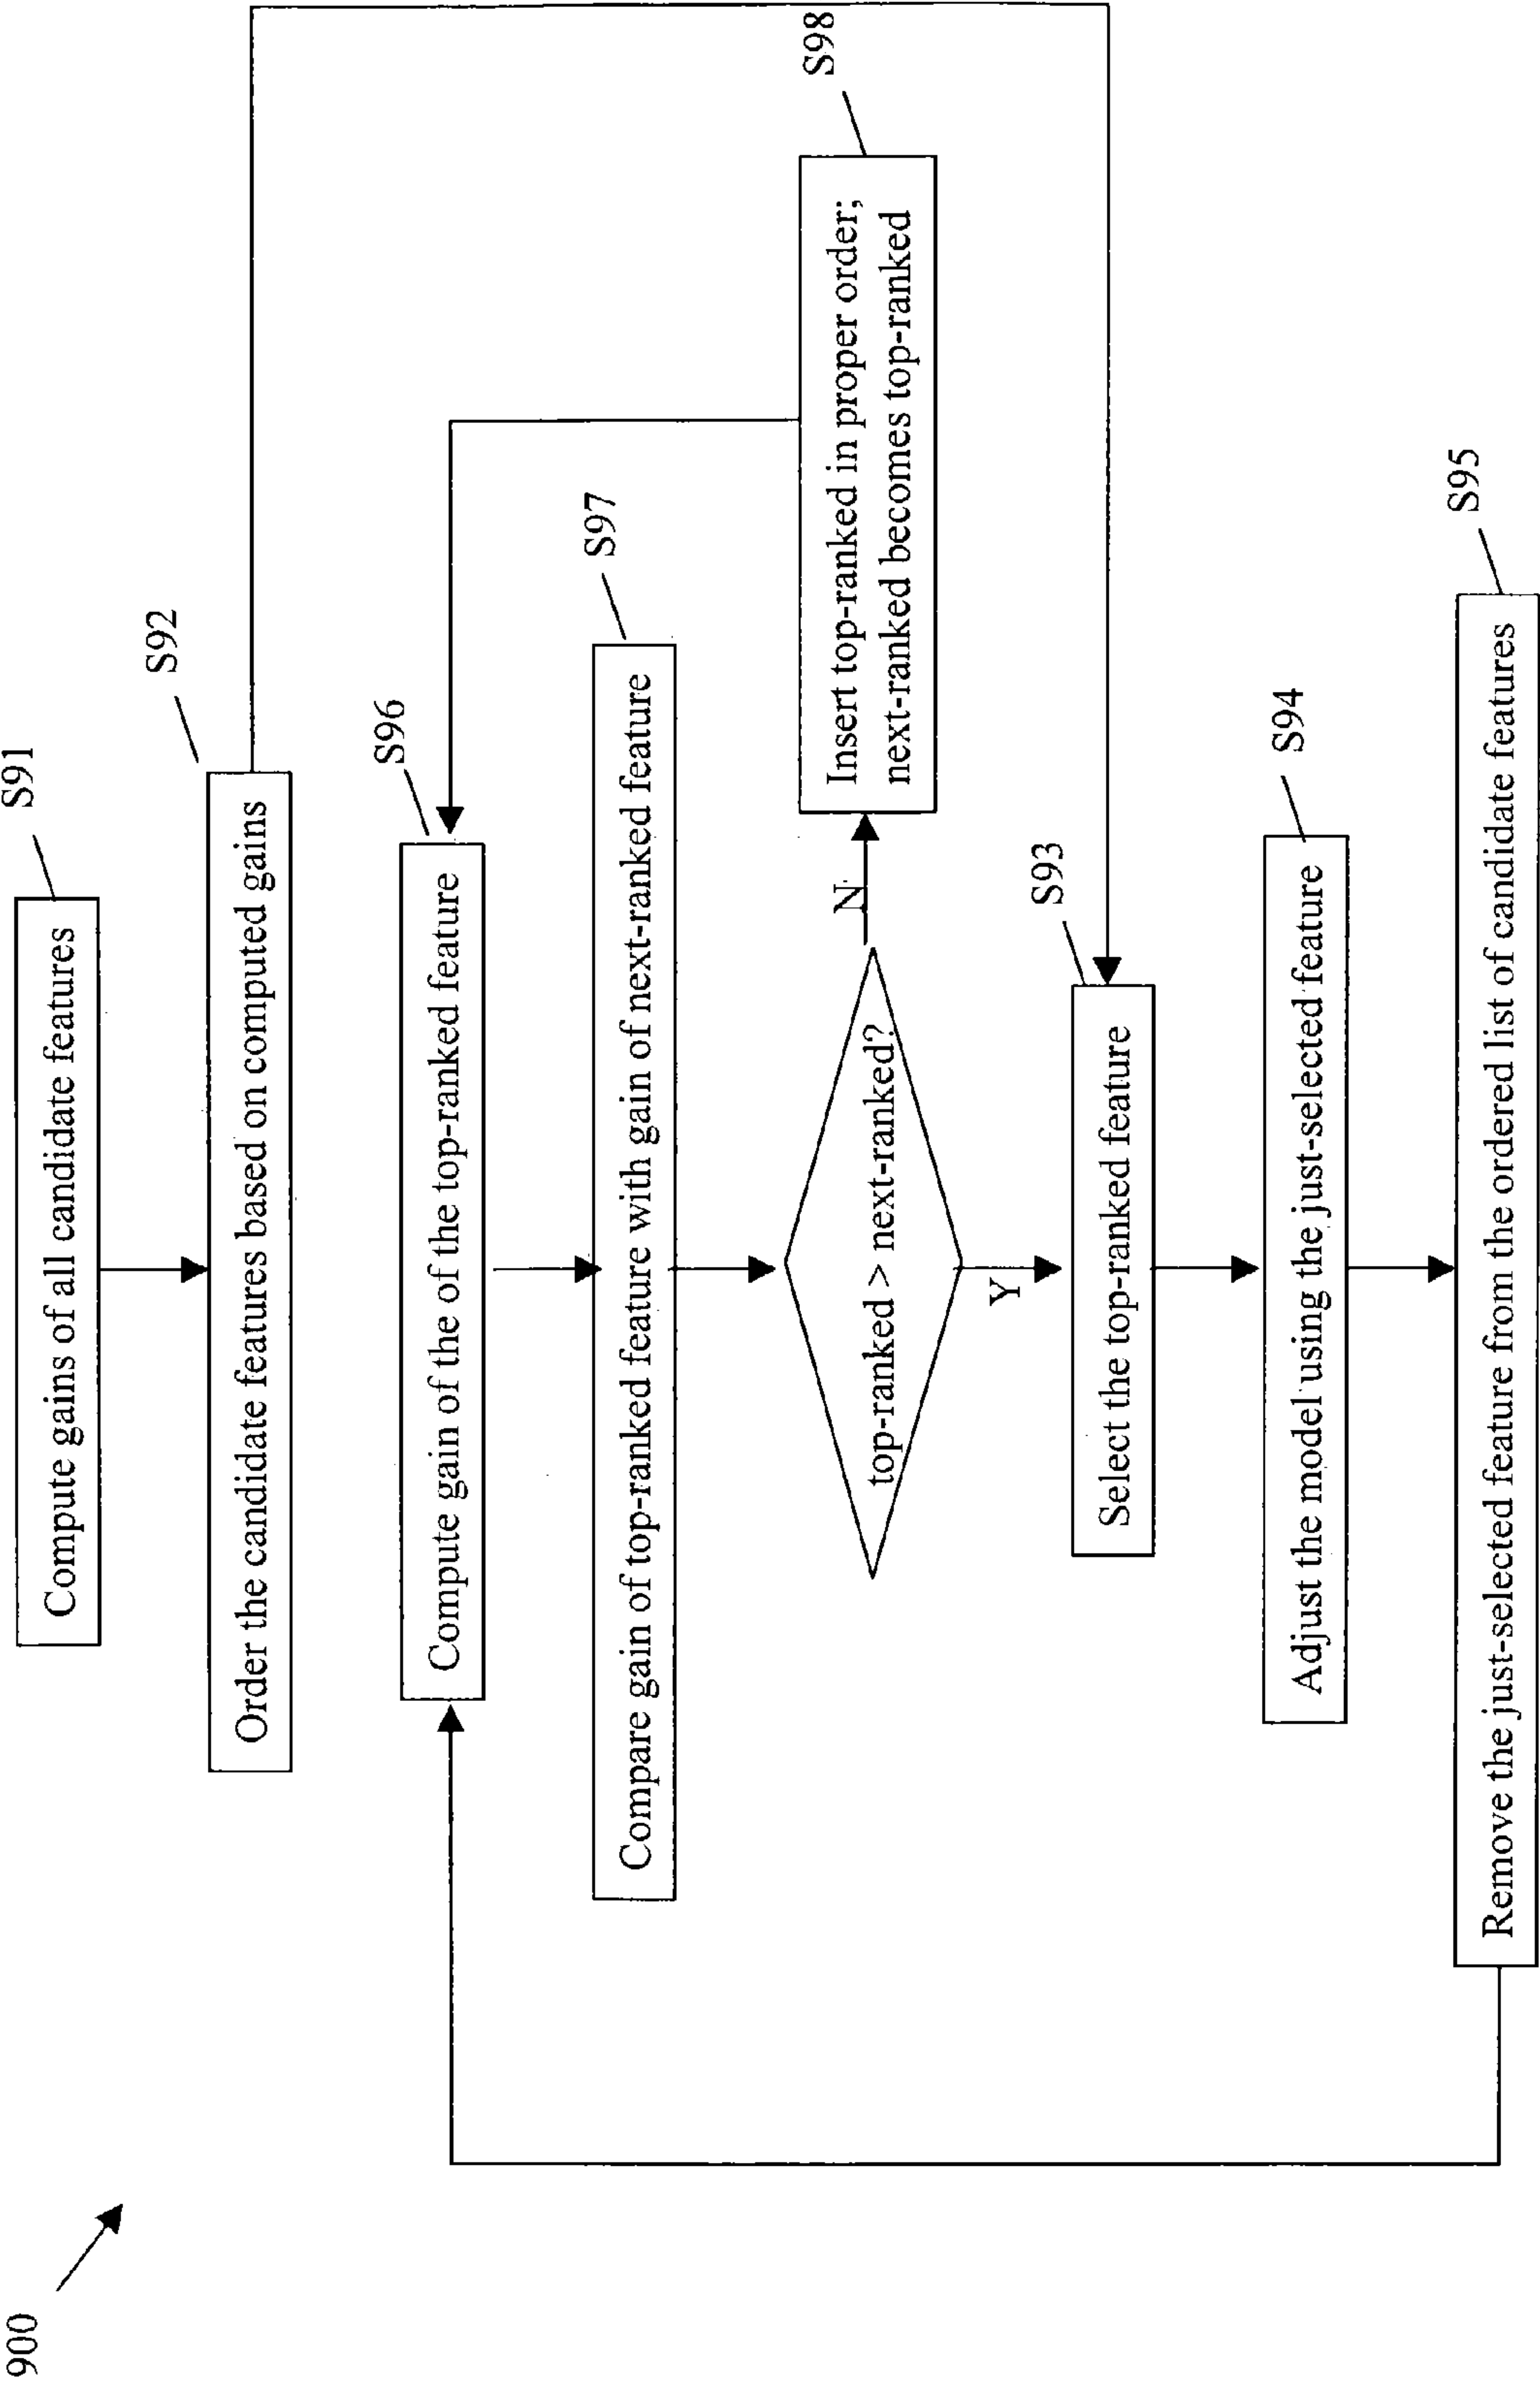 900
S91
Compute gains of all candidate features
S92
Order the candidate features based on computed gains
S96
Compute gain of the of the top-ranked feature
S97
Compare gain of top-ranked feature with gain of next-ranked feature
S98
top-ranked > next-ranked?
N
Insert top-ranked in proper order;
next-ranked becomes top-ranked
Y
S93
Select the top-ranked feature
S94
Adjust the model using the just-selected feature
S95
Remove the just-selected feature from the ordered list of candidate features